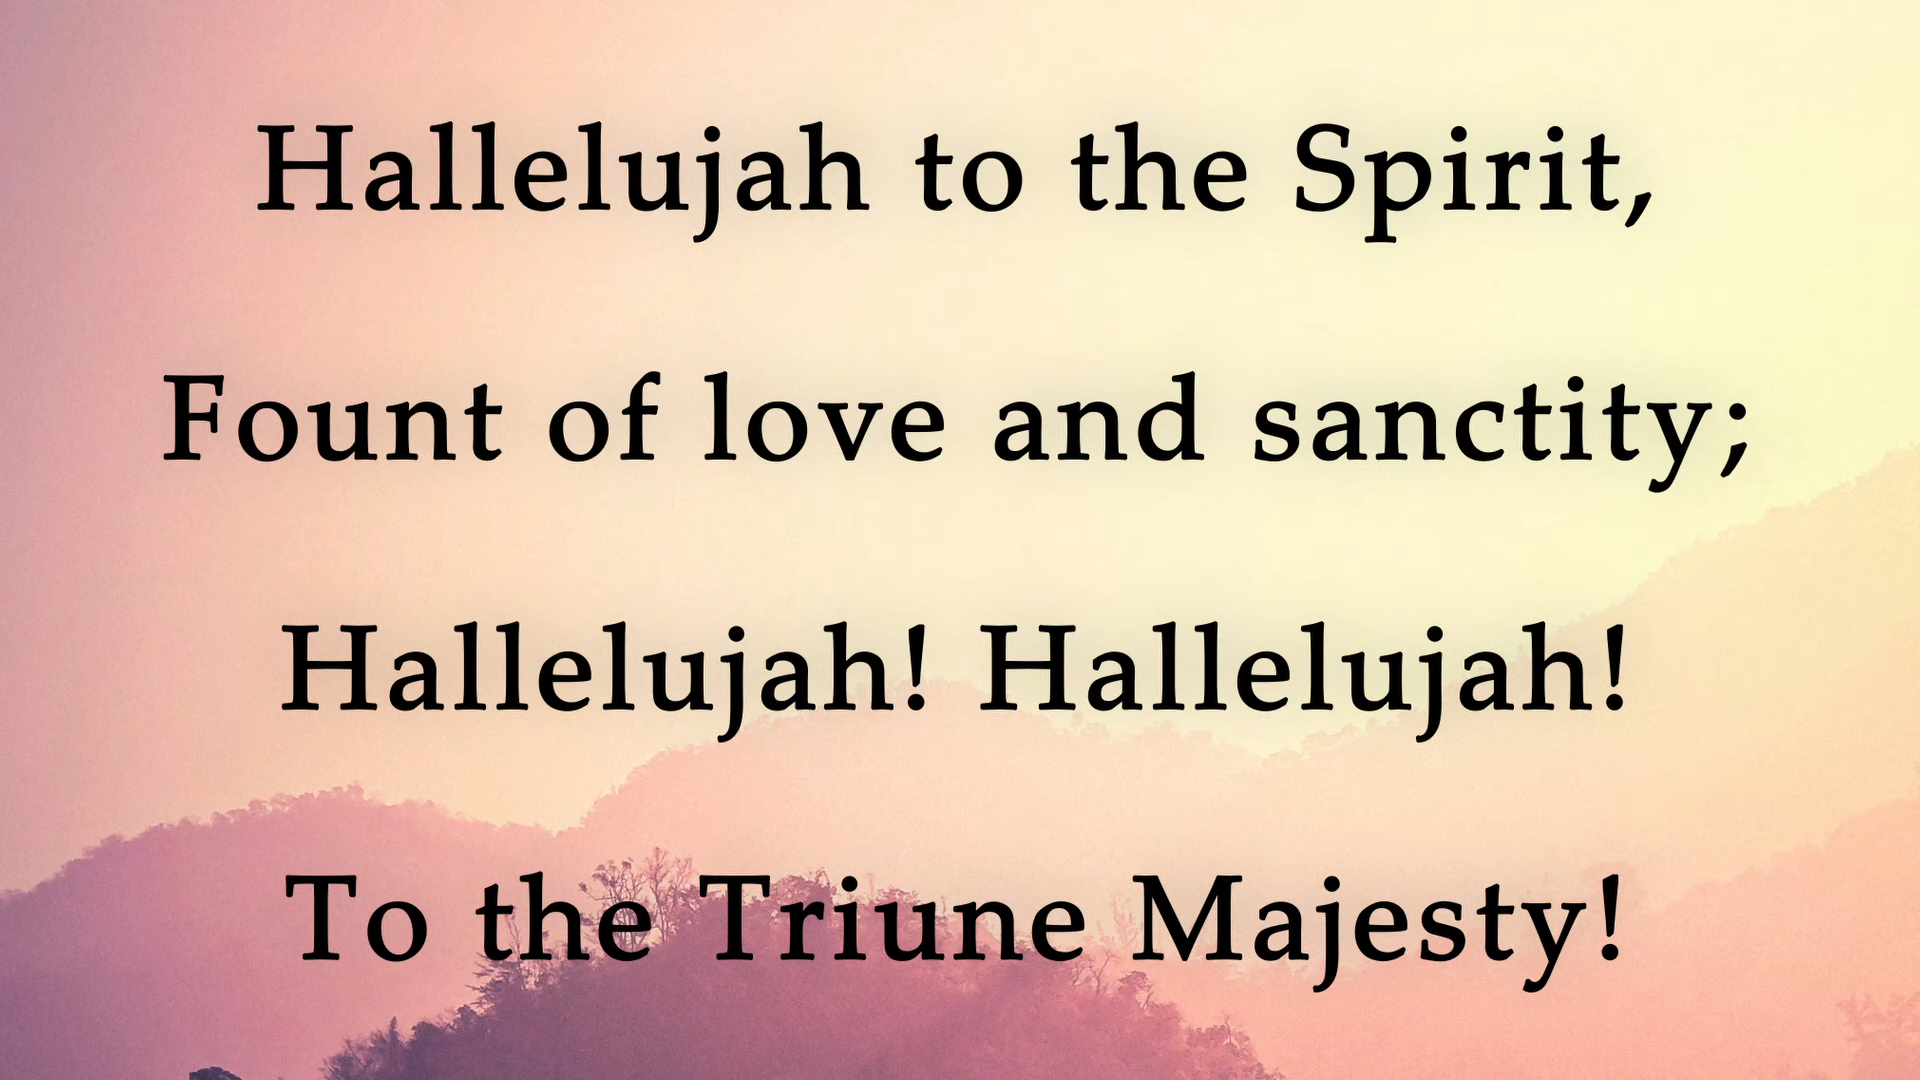 Hallelujah to the Spirit,
Fount of love and sanctity;
Hallelujah! Hallelujah!
To the Triune Majesty!